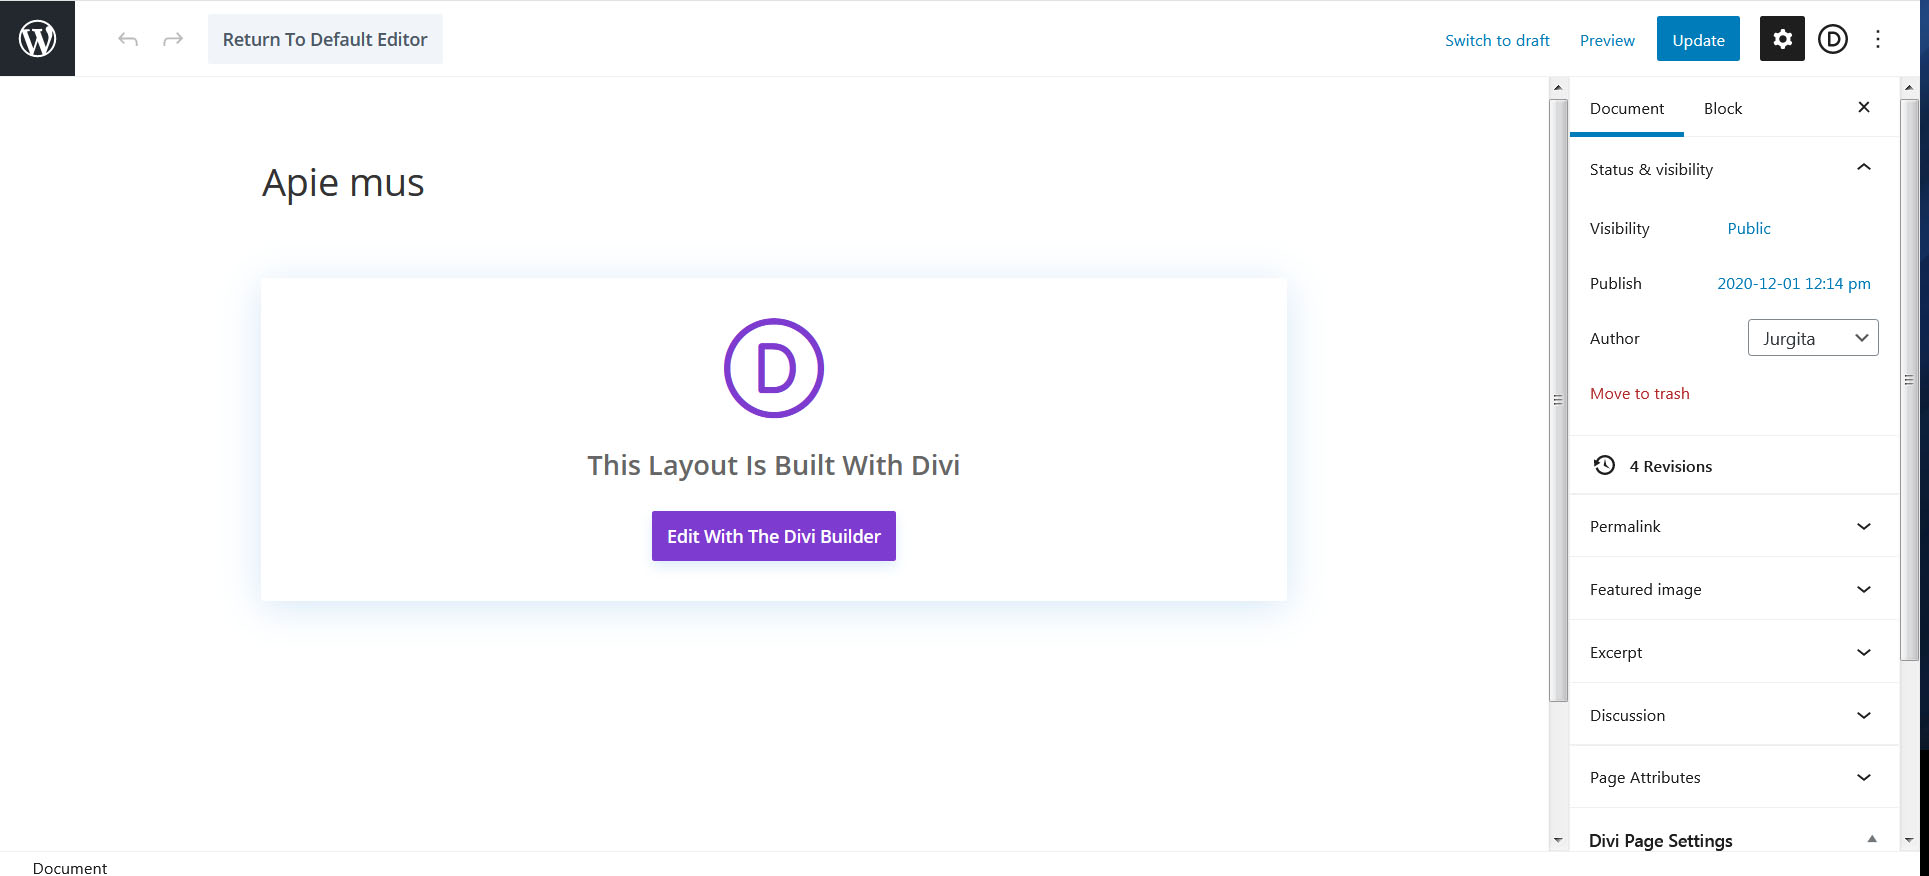 Return To Default Editor
Switch to draft
Preview
Update
Apie mus
This Layout Is Built With Divi
Edit With The Divi Builder
Document Block
Status & visibility
Visibility Public
Publish 2020-12-01 12:14 pm
Author Jurgita
Move to trash
4 Revisions
Permalink
Featured image
Excerpt
Discussion
Page Attributes
Divi Page Settings
Document